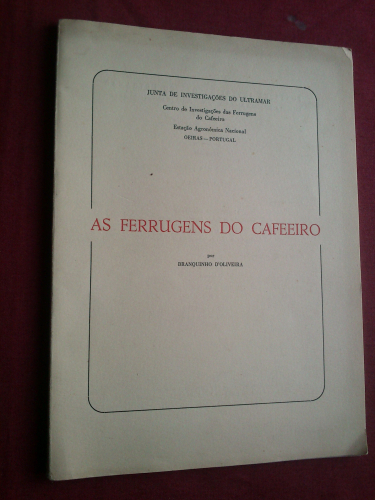 JUNTA DE INVESTIGAÇÕES DO ULTRAMAR
Centro de Investigações das Ferrugens
do Cafeeiro
Estação Agronómica Nacional
OEIRAS — PORTUGAL
AS FERRUGENS DO CAFEEIRO
por
BRANQUINHO D'OLIVEIRA